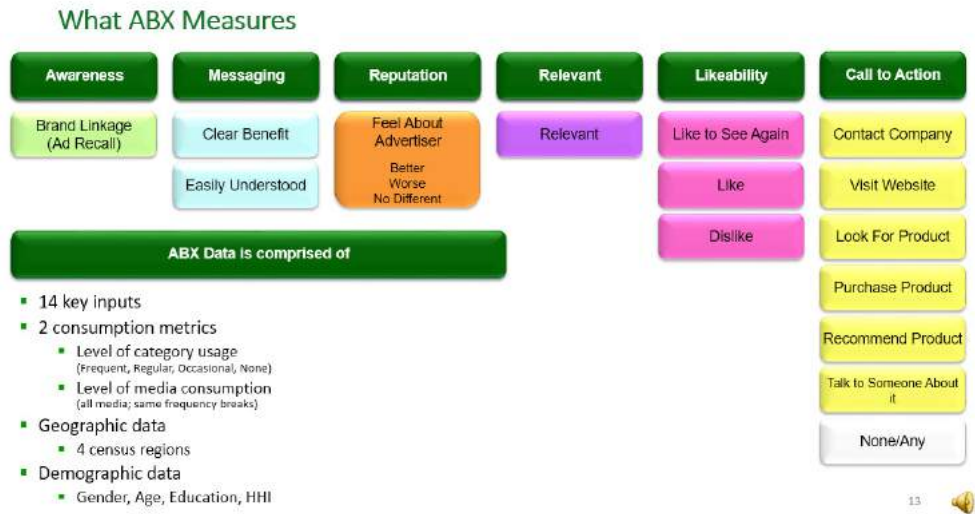 What ABX Measures
Awareness
Messaging
Reputation
Relevant
Likeability
Call to Action
Brand Linkage
(Ad Recall)
Clear Benefit
Easily Understood
Feel About
Advertiser
Better
Worse
No Different
Relevant
Like to See Again
Like
Dislike
Contact Company
Visit Website
Look For Product
Purchase Product
Recommend Product
Talk to Someone About
it
None/Any
ABX Data is comprised of
14 key inputs
2 consumption metrics
Level of category usage
(Frequent, Regular, Occasional, None)
Level of media consumption
(all media; same frequency breaks)
Geographic data
4 census regions
Demographic data
Gender, Age, Education, HHI
13